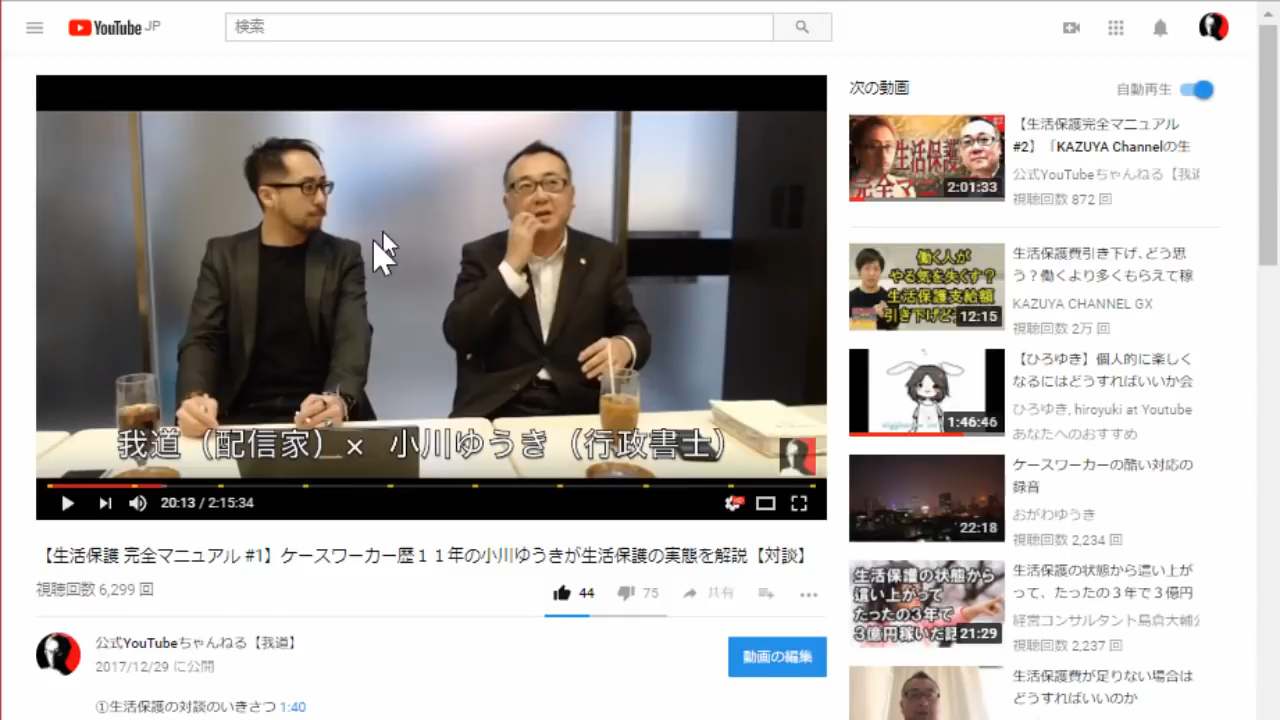 YouTube JP
検索
我道（配信家）× 小川ゆうき（行政書士）
20:13 / 2:15:34
HD
【生活保護 完全マニュアル #1】ケースワーカー歴１１年の小川ゆうきが生活保護の実態を解説【対談】
視聴回数 6,299 回
44
75
共有
公式YouTubeちゃんねる【我道】
2017/12/29 に公開
動画の編集
①生活保護の対談のいきさつ 1:40
次の動画
自動再生
生活保護
2:01:33
【生活保護完全マニュアル
#2】「KAZUYA Channelの生
公式YouTubeちゃんねる【我道
視聴回数 872 回
働く人が
やる気を失くす？
生活保護支給額
引き下げ
12:15
生活保護費引き下げ、どう思
う？働くより多くもらえて稼
KAZUYA CHANNEL GX
視聴回数 2万 回
1:46:46
【ひろゆき】個人的に楽しく
なるにはどうすればいいか会
ひろゆき, hiroyuki at Youtube
あなたへのおすすめ
22:18
ケースワーカーの酷い対応の
録音
おがわゆうき
視聴回数 2,234 回
生活保護の状態から
這い上がって
たったの３年で
３億円稼いだ話
21:29
生活保護の状態から這い上が
って、たったの３年で３億円
経営コンサルタント島倉大輔
視聴回数 2,237 回
生活保護費が足りない場合は
どうすればいいのか